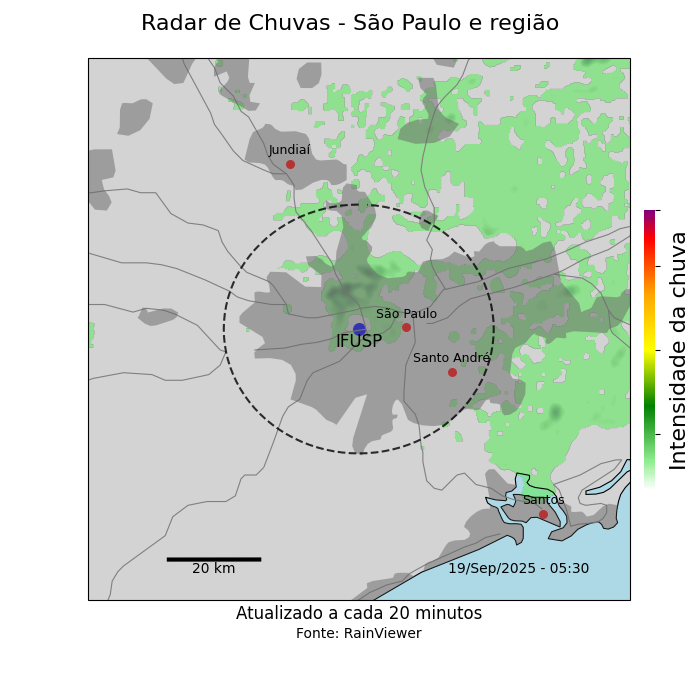 Radar de Chuvas - São Paulo e região
Jundiaí
São Paulo
IFUSP
Santo André
Santos
20 km
19/Sep/2025 - 05:30
Intensidade da chuva
Atualizado a cada 20 minutos
Fonte: RainViewer